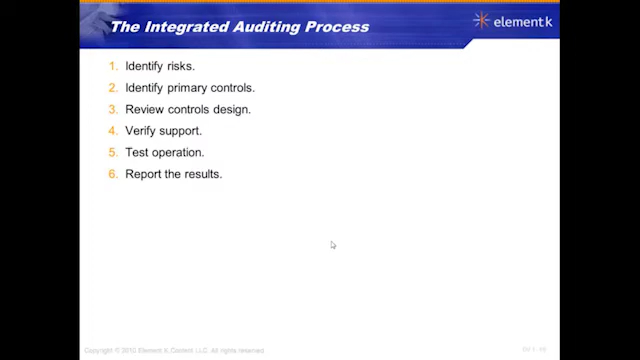 The Integrated Auditing Process
element k
1. Identify risks.
2. Identify primary controls.
3. Review controls design.
4. Verify support.
5. Test operation.
6. Report the results.
Copyright © 2010 Element K Content LLC. All rights reserved.